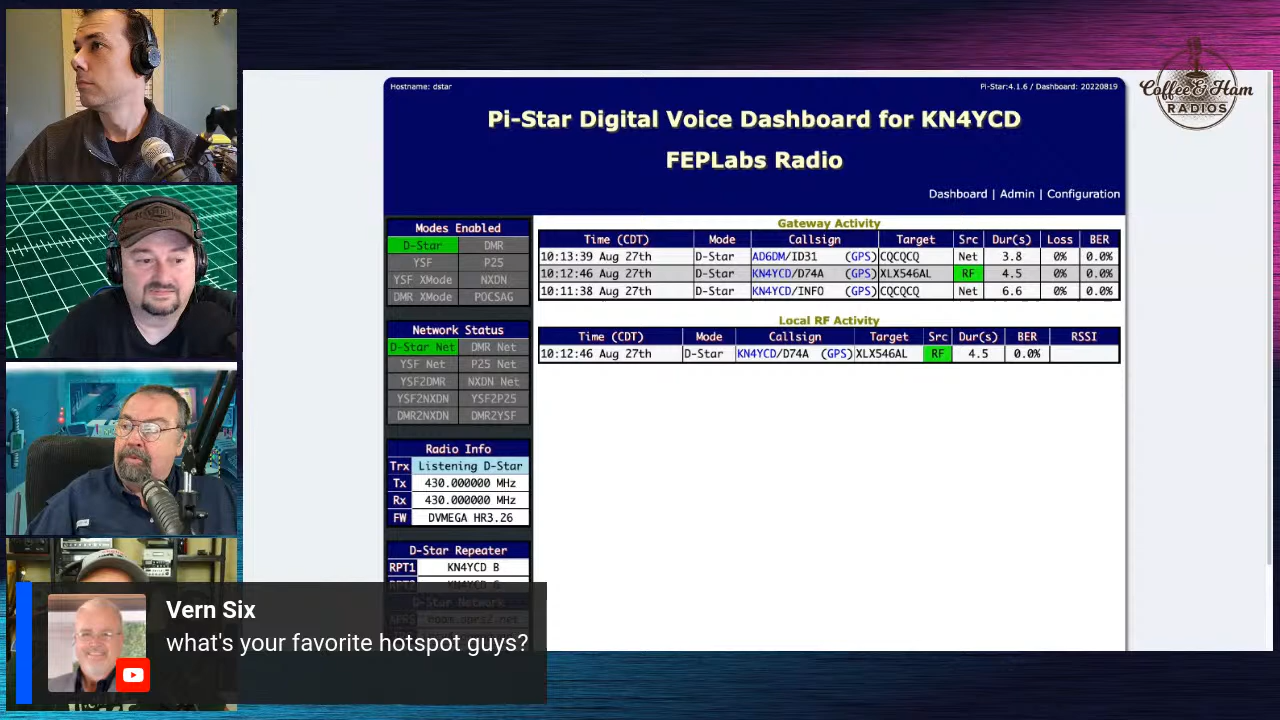 Hostname: dstar
Pi-Star:4.1.6 / Dashboard: 20220819
Coffee & Ham
RADIOS
Pi-Star Digital Voice Dashboard for KN4YCD
FEPLabs Radio
Dashboard | Admin | Configuration
Modes Enabled
D-Star DMR
YSF P25
YSF XMode NXDN
DMR XMode POCSAG
Network Status
D-Star Net DMR Net
YSF Net P25 Net
YSF2DMR NXDN Net
YSF2NXDN YSF2P25
DMR2NXDN DMR2YSF
Radio Info
Trx Listening D-Star
Tx 430.000000 MHz
Rx 430.000000 MHz
FW DVMEGA HR3.26
D-Star Repeater
RPT1 KN4YCD B
RPT2 KN4YCD G
D-Star Network
Gateway Activity
Time (CDT) Mode Callsign Target Src Dur(s) Loss BER
10:13:39 Aug 27th D-Star AD6DM/ID31 (GPS) CQCQCQ Net 3.8 0% 0.0%
10:12:46 Aug 27th D-Star KN4YCD/D74A (GPS) XLX546AL RF 4.5 0% 0.0%
10:11:38 Aug 27th D-Star KN4YCD/INFO (GPS) CQCQCQ Net 6.6 0% 0.0%
Local RF Activity
Time (CDT) Mode Callsign Target Src Dur(s) BER RSSI
10:12:46 Aug 27th D-Star KN4YCD/D74A (GPS) XLX546AL RF 4.5 0.0%
Vern Six
what's your favorite hotspot guys?